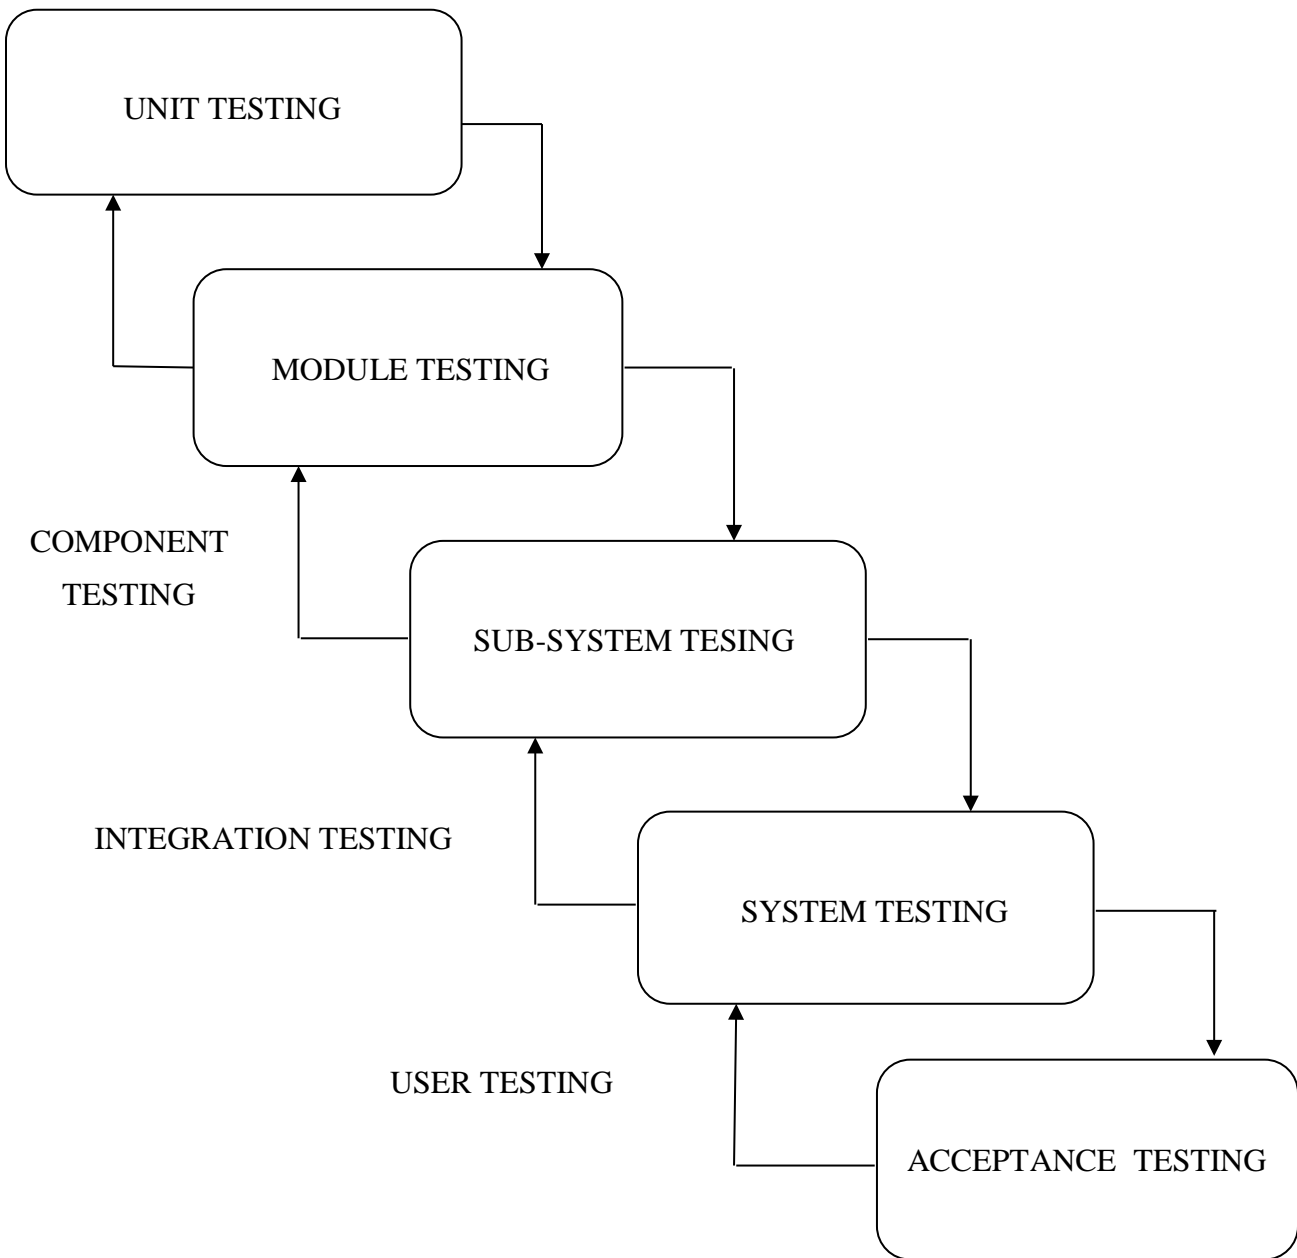 UNIT TESTING
MODULE TESTING
COMPONENT
TESTING
SUB-SYSTEM TESING
INTEGRATION TESTING
SYSTEM TESTING
USER TESTING
ACCEPTANCE  TESTING